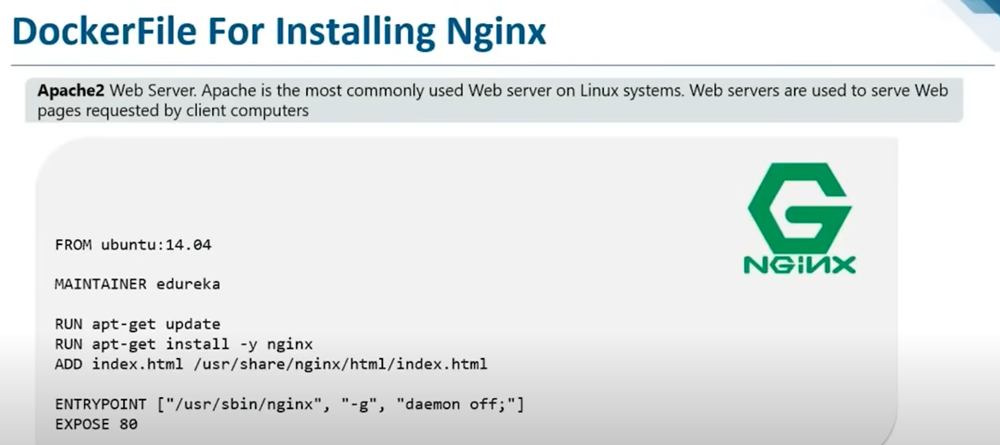 DockerFile For Installing Nginx
Apache2 Web Server. Apache is the most commonly used Web server on Linux systems. Web servers are used to serve Web
pages requested by client computers
NGiNX
FROM ubuntu:14.04
MAINTAINER edureka
RUN apt-get update
RUN apt-get install -y nginx
ADD index.html /usr/share/nginx/html/index.html
ENTRYPOINT ["/usr/sbin/nginx", "-g", "daemon off;"]
EXPOSE 80